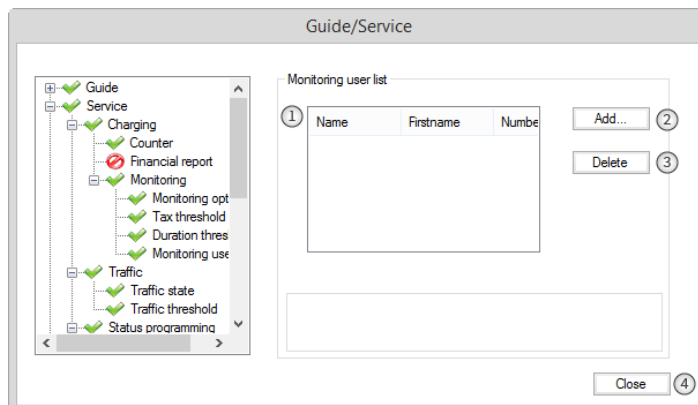 Guide/Service
Guide
Service
Charging
Counter
Financial report
Monitoring
Monitoring opt
Tax threshold
Duration thres
Monitoring use
Traffic
Traffic state
Traffic threshold
Status programming
Monitoring user list
1
Name Firstname Numbe
Add... 2
Delete 3
Close 4